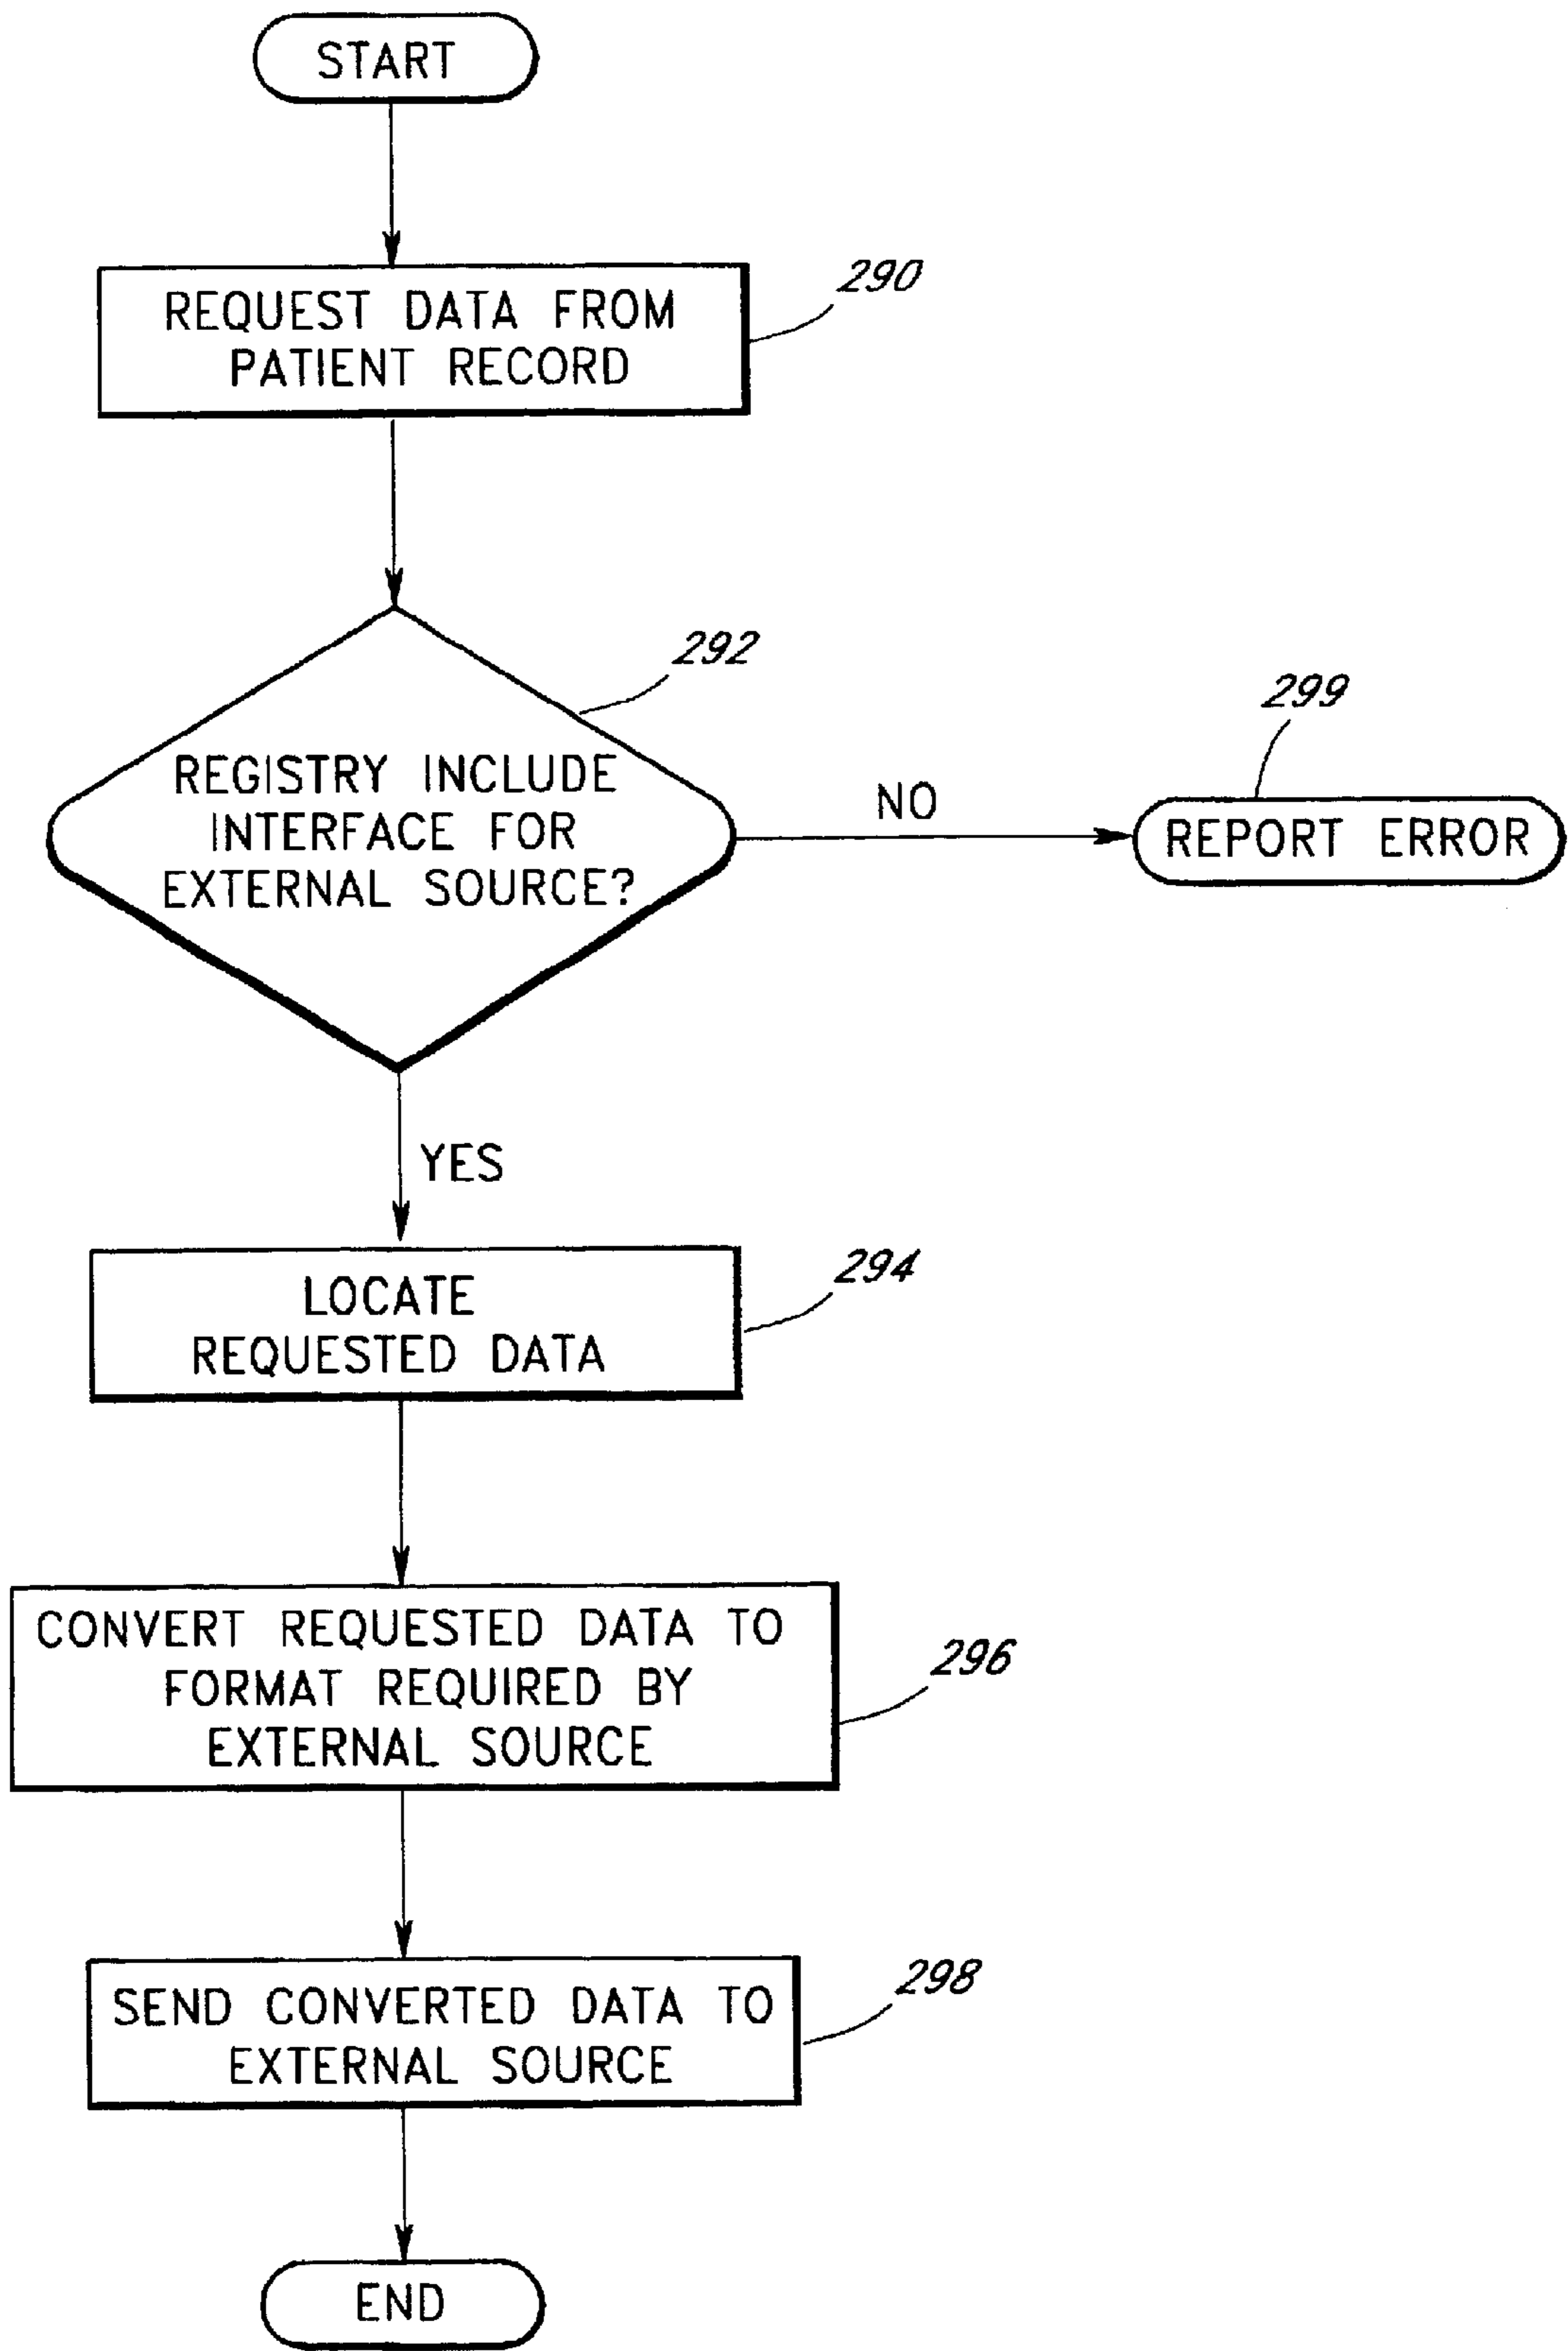 START
REQUEST DATA FROM
PATIENT RECORD
290
292
REGISTRY INCLUDE
INTERFACE FOR
EXTERNAL SOURCE?
NO
299
REPORT ERROR
YES
LOCATE
REQUESTED DATA
294
CONVERT REQUESTED DATA TO
FORMAT REQUIRED BY
EXTERNAL SOURCE
296
SEND CONVERTED DATA TO
EXTERNAL SOURCE
298
END